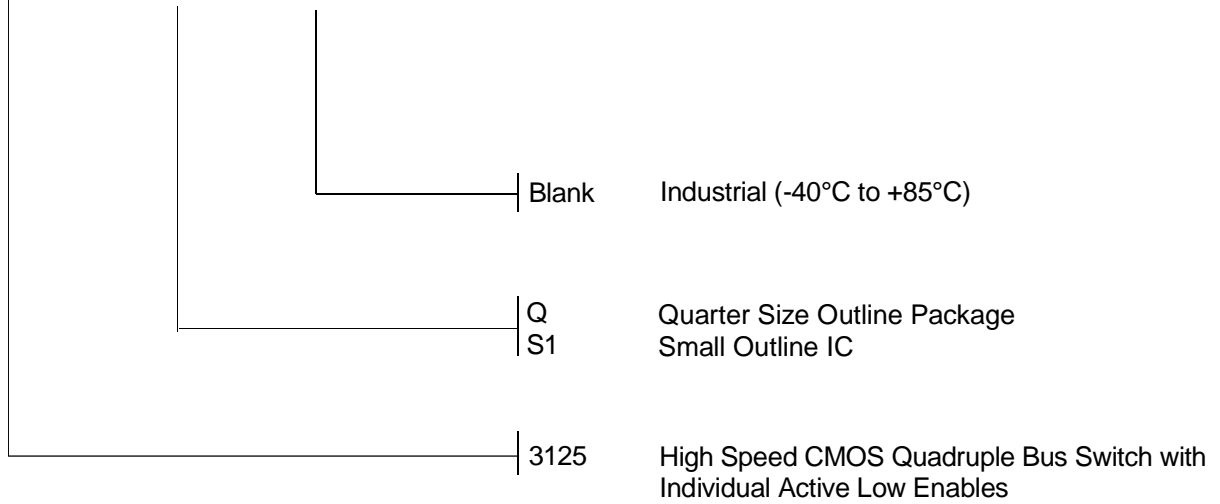 Blank Industrial (-40°C to +85°C)
Q Quarter Size Outline Package
S1 Small Outline IC
3125 High Speed CMOS Quadruple Bus Switch with
Individual Active Low Enables